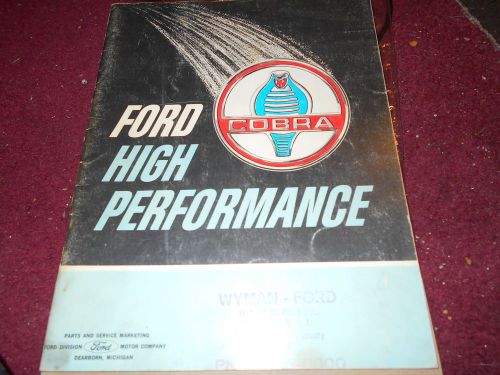 COBRA
FORD
HIGH
PERFORMANCE
WYMAN - FORD
PARTS AND SERVICE MARKETING
FORD DIVISION Ford MOTOR COMPANY
DEARBORN, MICHIGAN